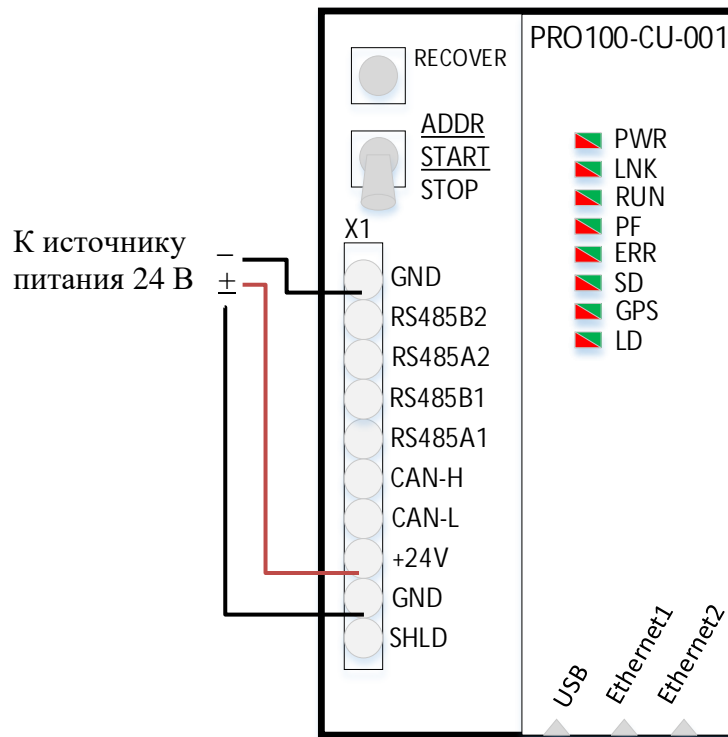 PRO100-CU-001
RECOVER
ADDR
START
STOP
X1
PWR
LNK
RUN
PF
ERR
SD
GPS
LD
К источнику
питания 24 В
–
+
–
GND
RS485B2
RS485A2
RS485B1
RS485A1
CAN-H
CAN-L
+24V
GND
SHLD
USB
Ethernet1
Ethernet2